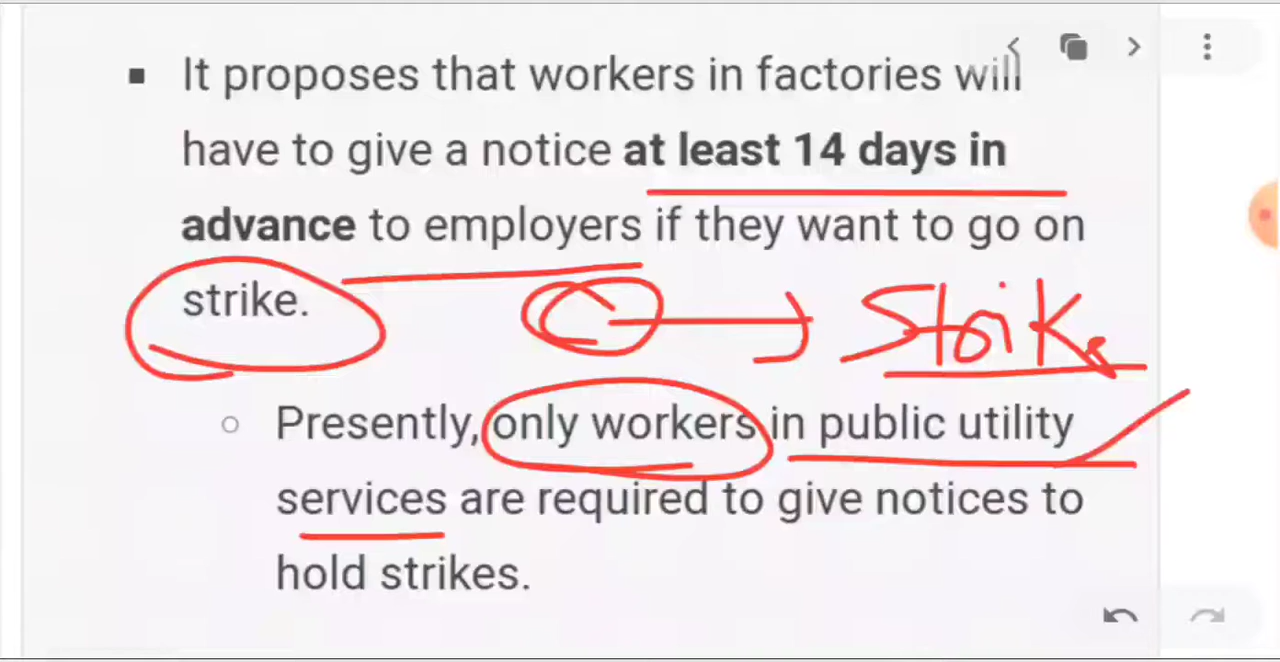 It proposes that workers in factories will
have to give a notice at least 14 days in
advance to employers if they want to go on
strike.
Strike
Presently, only workers in public utility
services are required to give notices to
hold strikes.